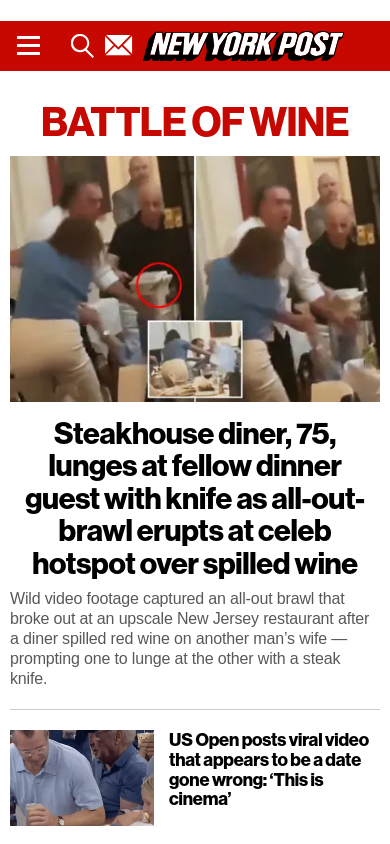 NEW YORK POST
BATTLE OF WINE
Steakhouse diner, 75,
lunges at fellow dinner
guest with knife as all-out-
brawl erupts at celeb
hotspot over spilled wine
Wild video footage captured an all-out brawl that
broke out at an upscale New Jersey restaurant after
a diner spilled red wine on another man’s wife —
prompting one to lunge at the other with a steak
knife.
US Open posts viral video
that appears to be a date
gone wrong: ‘This is
cinema’